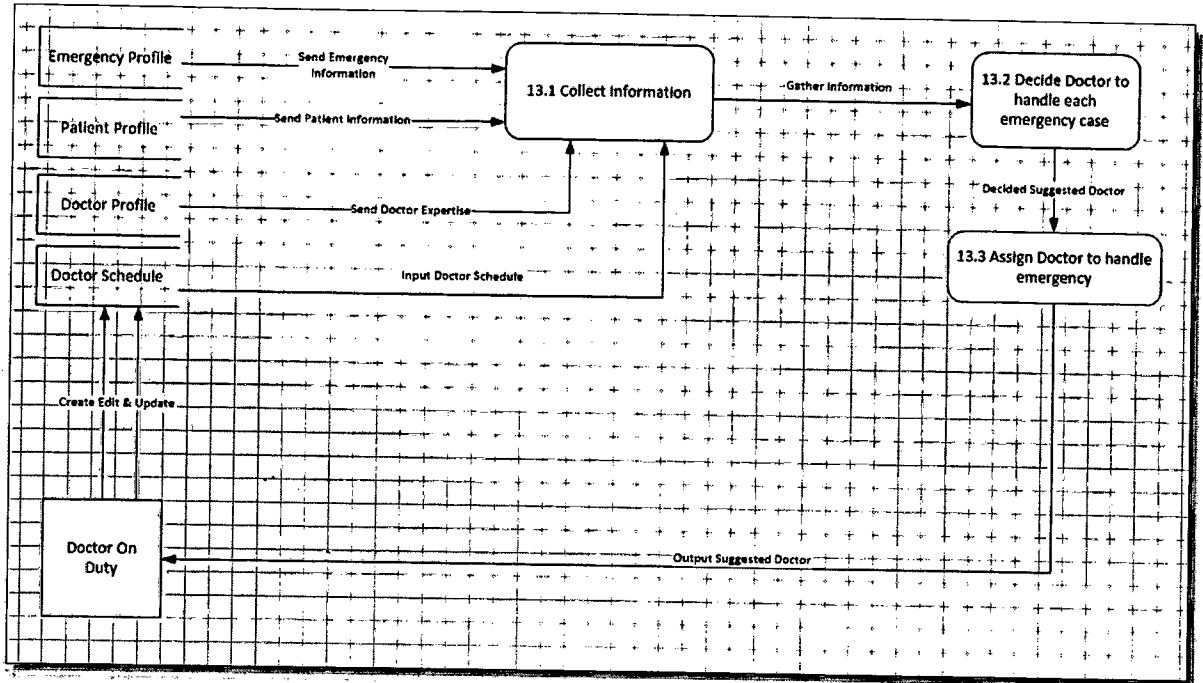 Emergency Profile
Send Emergency
Information
13.1 Collect Information
Gather Information
13.2 Decide Doctor to
handle each
emergency case
Patient Profile
Send Patient Information
Doctor Profile
Send Doctor Expertise
Decided Suggested Doctor
Doctor Schedule
Input Doctor Schedule
13.3 Assign Doctor to handle
emergency
Create Edit & Update
Doctor On
Duty
Output Suggested Doctor